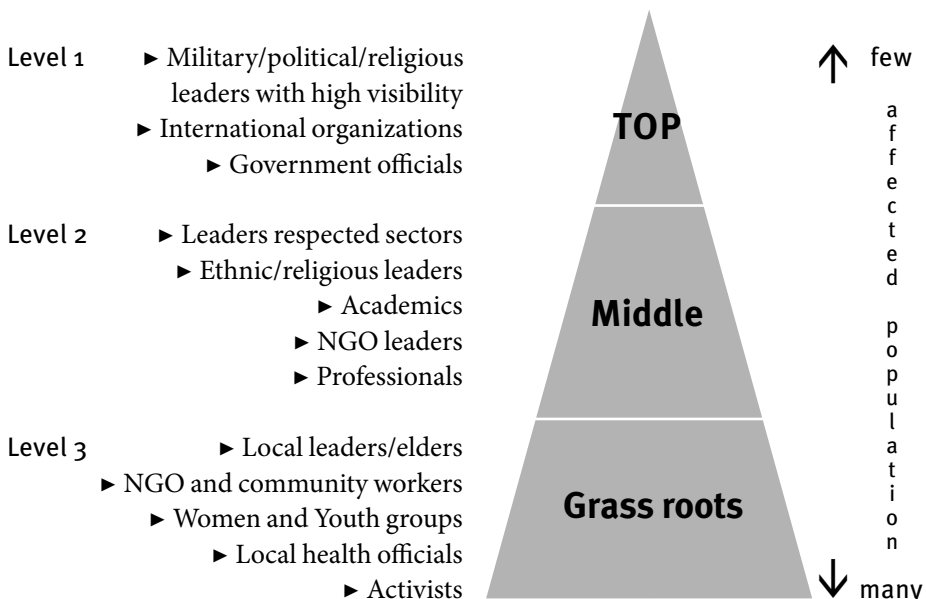 Level 1
► Military/political/religious
leaders with high visibility
► International organizations
► Government officials
TOP
Level 2
► Leaders respected sectors
► Ethnic/religious leaders
► Academics
► NGO leaders
► Professionals
Middle
Level 3
► Local leaders/elders
► NGO and community workers
► Women and Youth groups
► Local health officials
► Activists
Grass roots
few
affected population
many